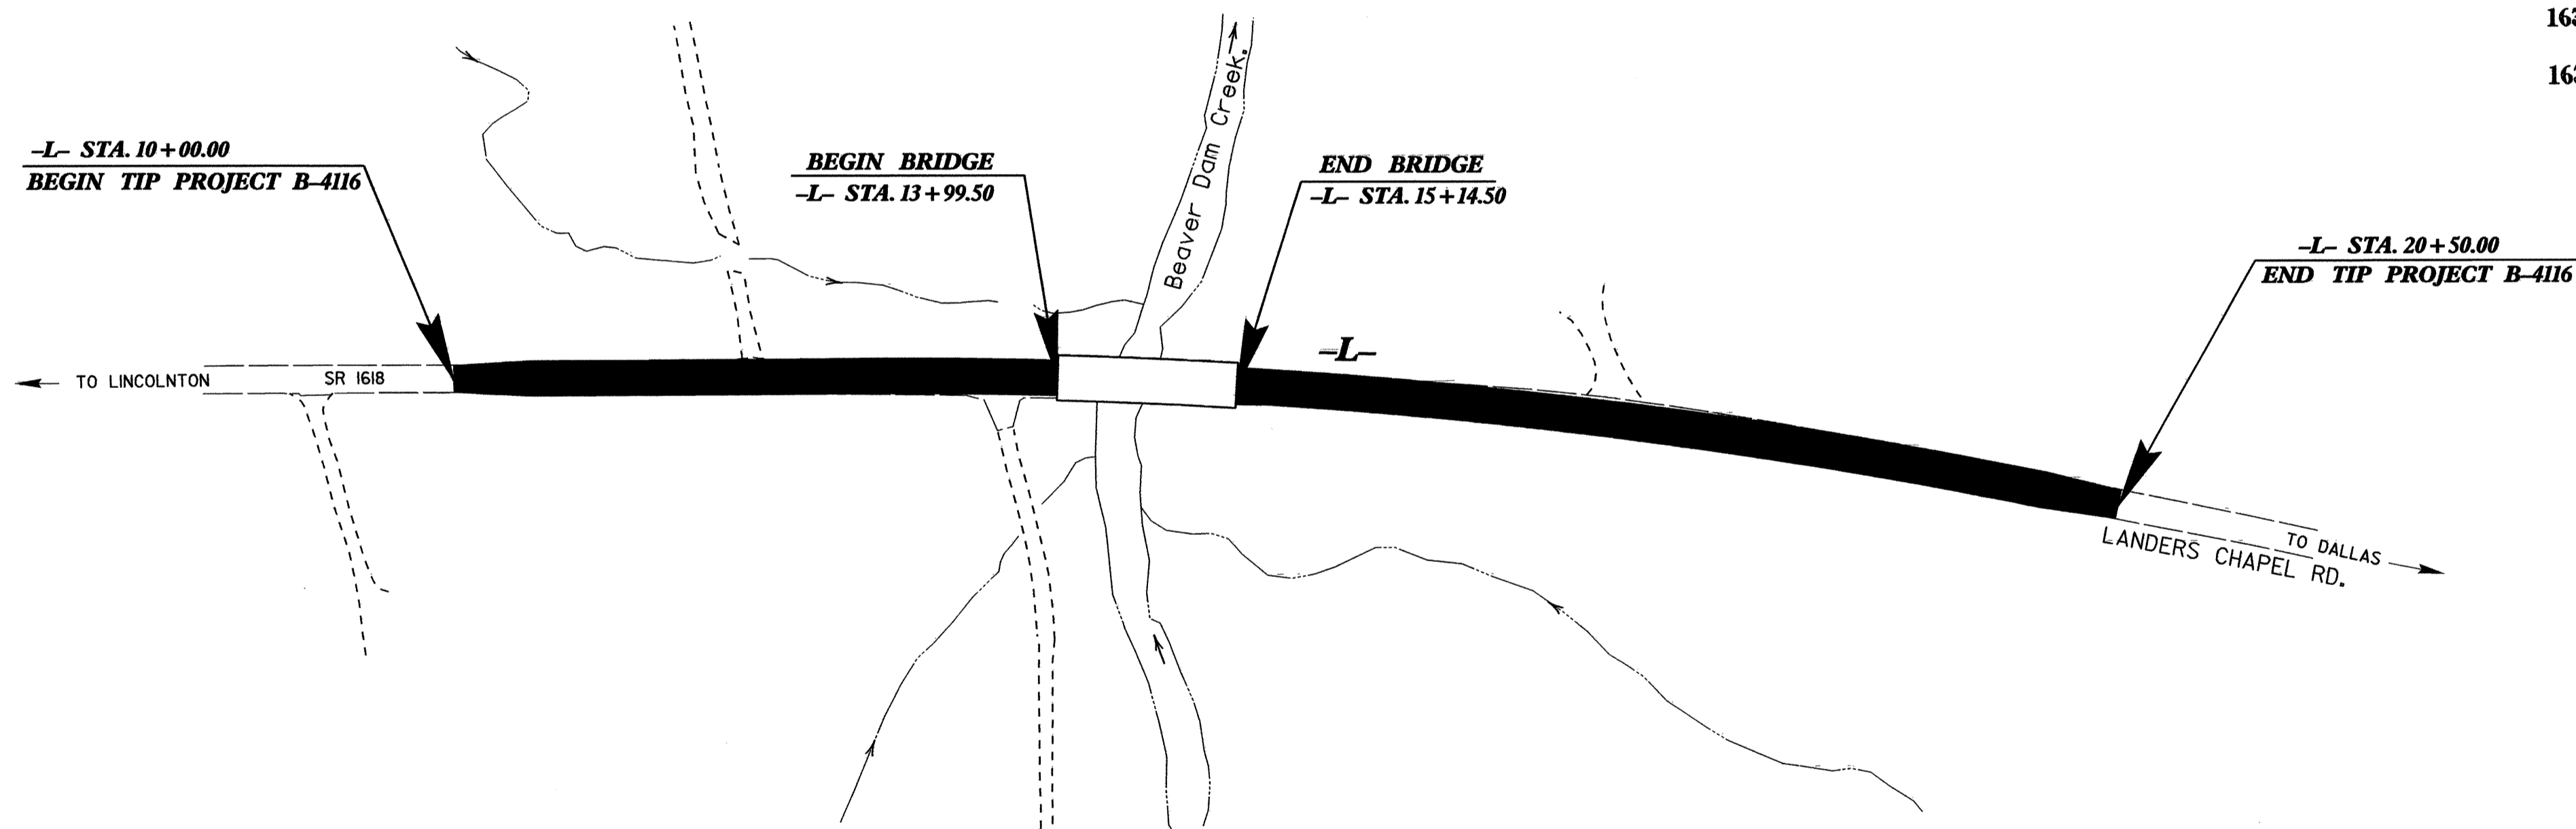 163
163
-L- STA. 10+00.00
BEGIN TIP PROJECT B-4116
BEGIN BRIDGE
-L- STA. 13+99.50
Beaver Dam Creek.
END BRIDGE
-L- STA. 15+14.50
-L- STA. 20+50.00
END TIP PROJECT B-4116
-L-
TO LINCOLNTON
SR 1618
TO DALLAS
LANDERS CHAPEL RD.